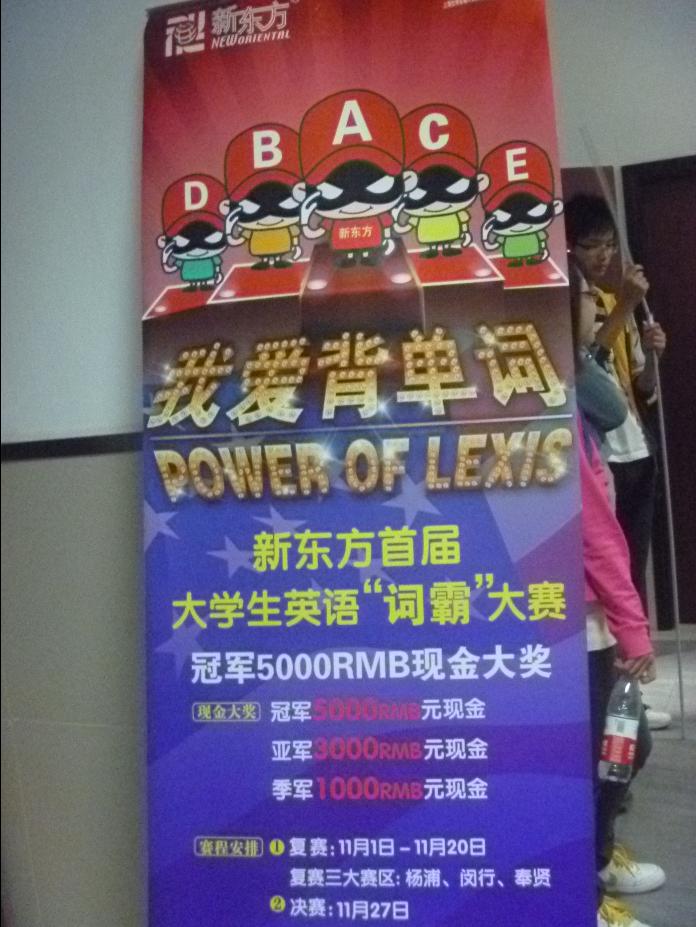 新东方
NEW ORIENTAL
D B A C E
新东方
我爱背单词
POWER OF LEXIS
新东方首届
大学生英语“词霸”大赛
冠军5000RMB现金大奖
现金大奖 冠军5000RMB元现金
亚军3000RMB元现金
季军1000RMB元现金
赛程安排 1 复赛:11月1日-11月20日
复赛三大赛区:杨浦、闵行、奉贤
2 决赛:11月27日